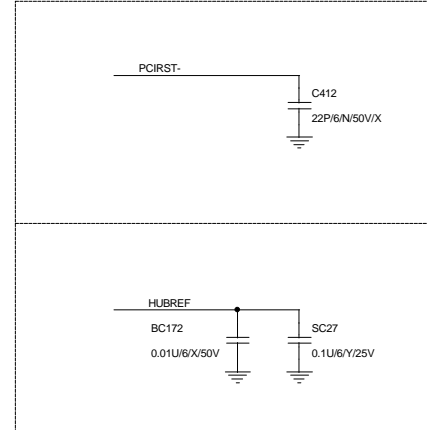 PCIRST-
C412
22P/6/N/50V/X
HUBREF
BC172
SC27
0.01U/6/X/50V
0.1U/6/Y/25V